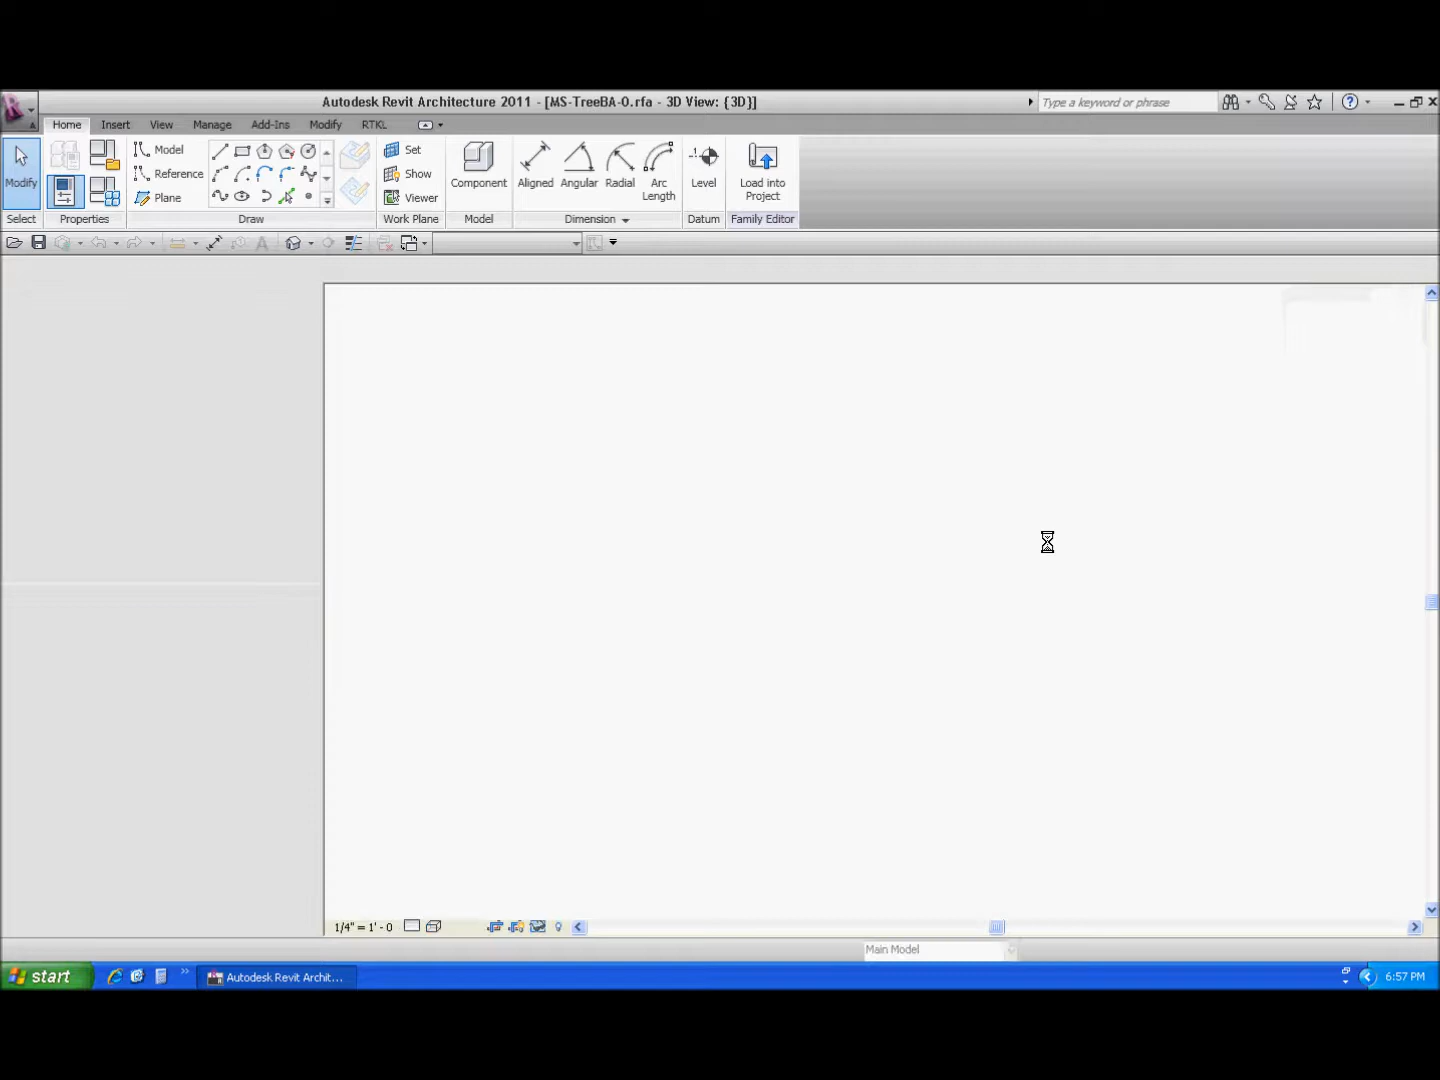 Autodesk Revit Architecture 2011 - [MS-TreeBA-0.rfa - 3D View: {3D}]
Type a keyword or phrase
Home Insert View Manage Add-Ins Modify RTKL
Model Set
Reference Show
Plane Viewer
Modify Component Aligned Angular Radial Arc Length Level Load into Project
Select Properties Draw Work Plane Model Dimension Datum Family Editor
1/4" = 1' - 0
Main Model
start Autodesk Revit Archit... 6:57 PM